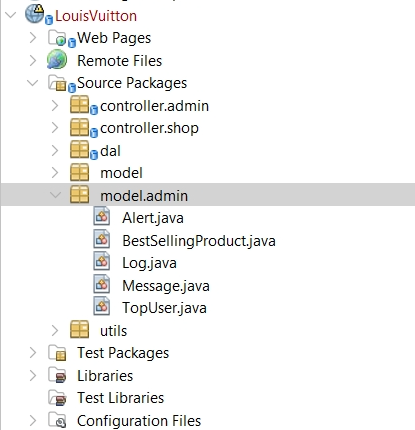 LouisVuitton
Web Pages
Remote Files
Source Packages
controller.admin
controller.shop
dal
model
model.admin
Alert.java
BestSellingProduct.java
Log.java
Message.java
TopUser.java
utils
Test Packages
Libraries
Test Libraries
Configuration Files